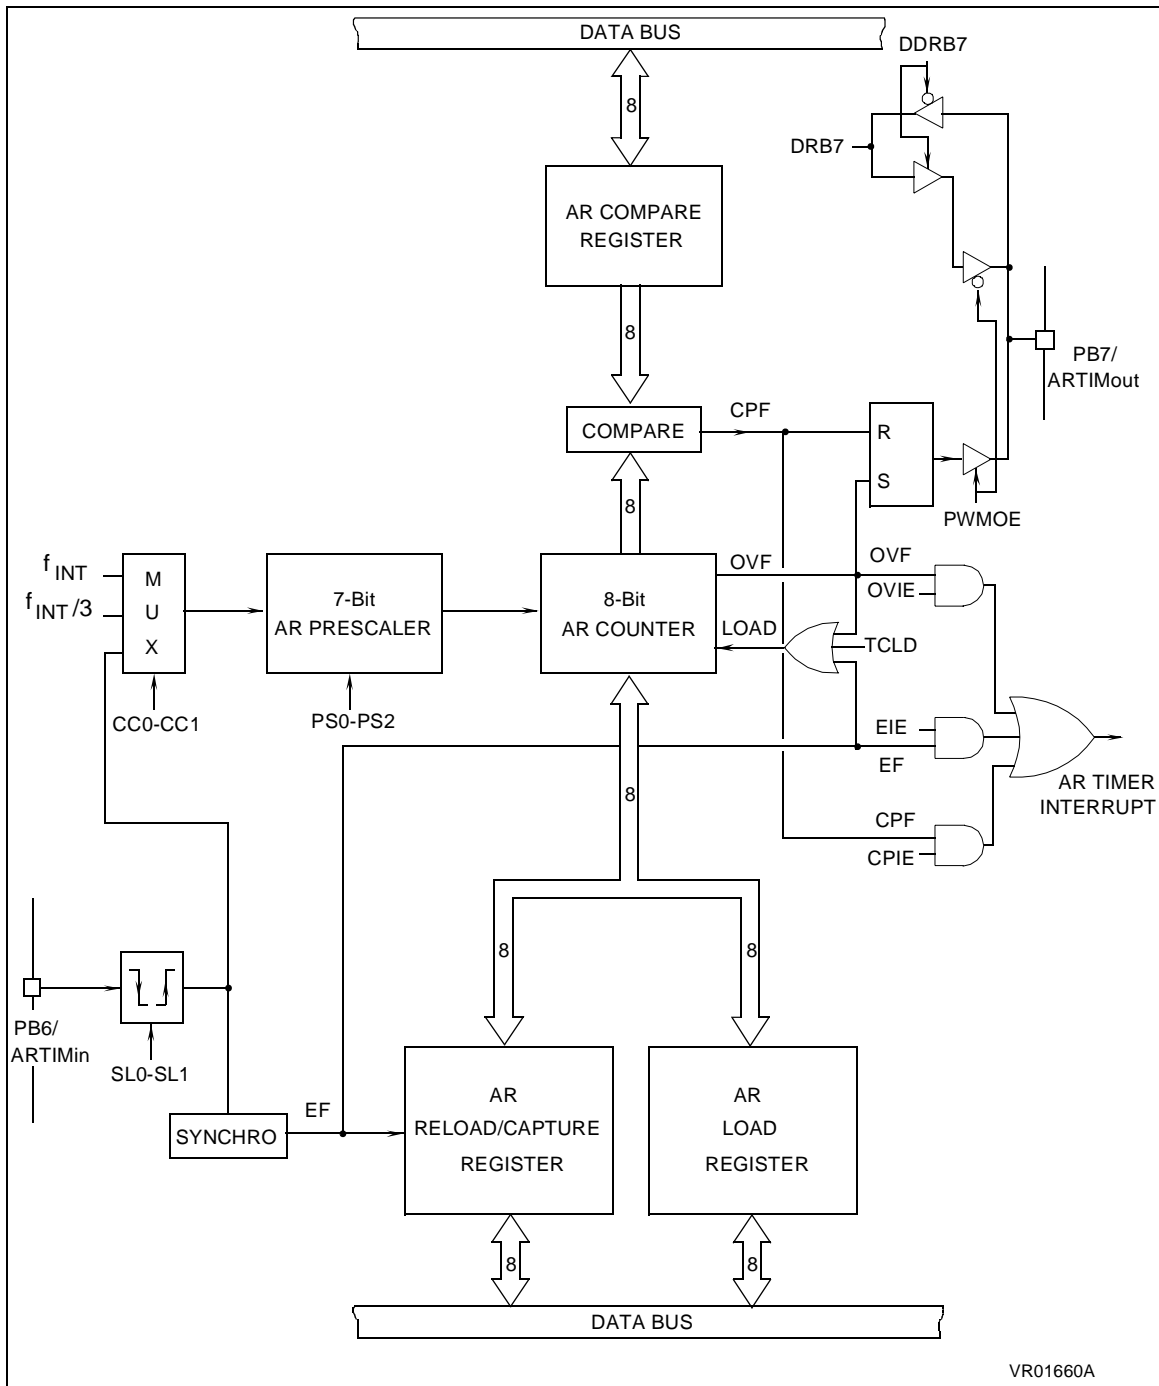 DATA BUS
DDRB7
8
DRB7
AR COMPARE
REGISTER
8
PB7/
ARTIMout
CPF
COMPARE
R
S
8
PWMOE
fINT
fINT/3
M
U
X
7-Bit
AR PRESCALER
8-Bit
AR COUNTER
OVF
OVF
OVIE
LOAD
TCLD
CC0-CC1
PS0-PS2
EIE
EF
8
AR TIMER
INTERRUPT
CPF
CPIE
8
8
PB6/
ARTIMin
SL0-SL1
SYNCHRO
EF
AR
RELOAD/CAPTURE
REGISTER
AR
LOAD
REGISTER
8
8
DATA BUS
VR01660A